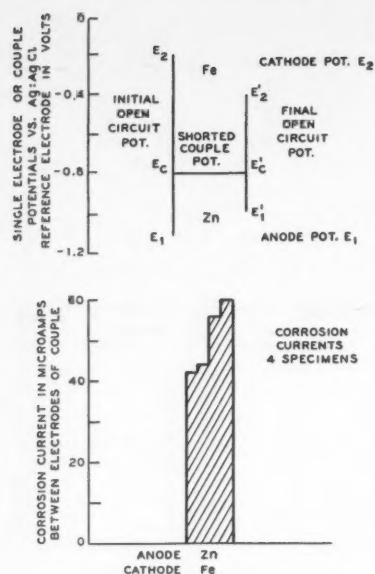 SINGLE ELECTRODE OR COUPLE
POTENTIALS VS. Ag:AgCl
REFERENCE ELECTRODE IN VOLTS
0
-0.4
-0.8
-1.2
E2
INITIAL
OPEN
CIRCUIT
POT.
EC
E1
Fe
SHORTED
COUPLE
POT.
Zn
CATHODE POT. E2
E'2
FINAL
OPEN
CIRCUIT
POT.
E'C
E'1
ANODE POT. E1
CORROSION CURRENT IN MICROAMPS
BETWEEN ELECTRODES OF COUPLE
60
40
20
0
CORROSION
CURRENTS
4 SPECIMENS
ANODE Zn
CATHODE Fe